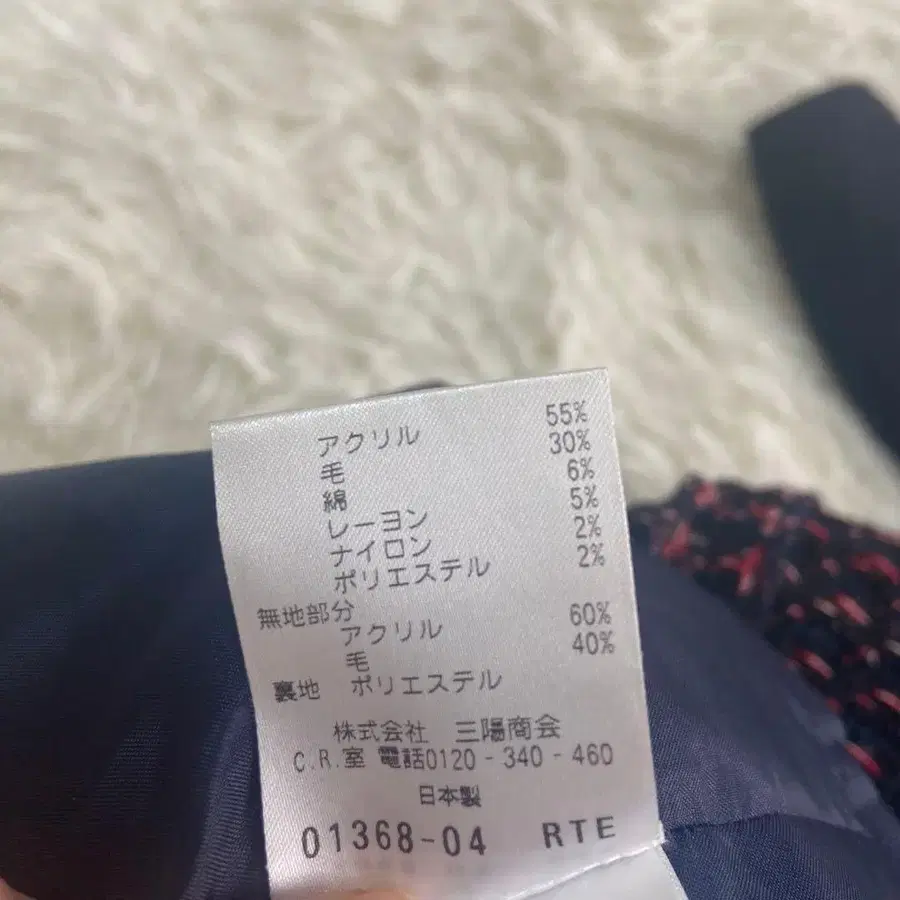 アクリル 55%
毛 30%
綿 6%
レーヨン 5%
ナイロン 2%
ポリエステル 2%
無地部分
アクリル 60%
毛 40%
裏地 ポリエステル
株式会社 三陽商会
C.R.室 電話0120-340-460
日本製
01368-04 RTE